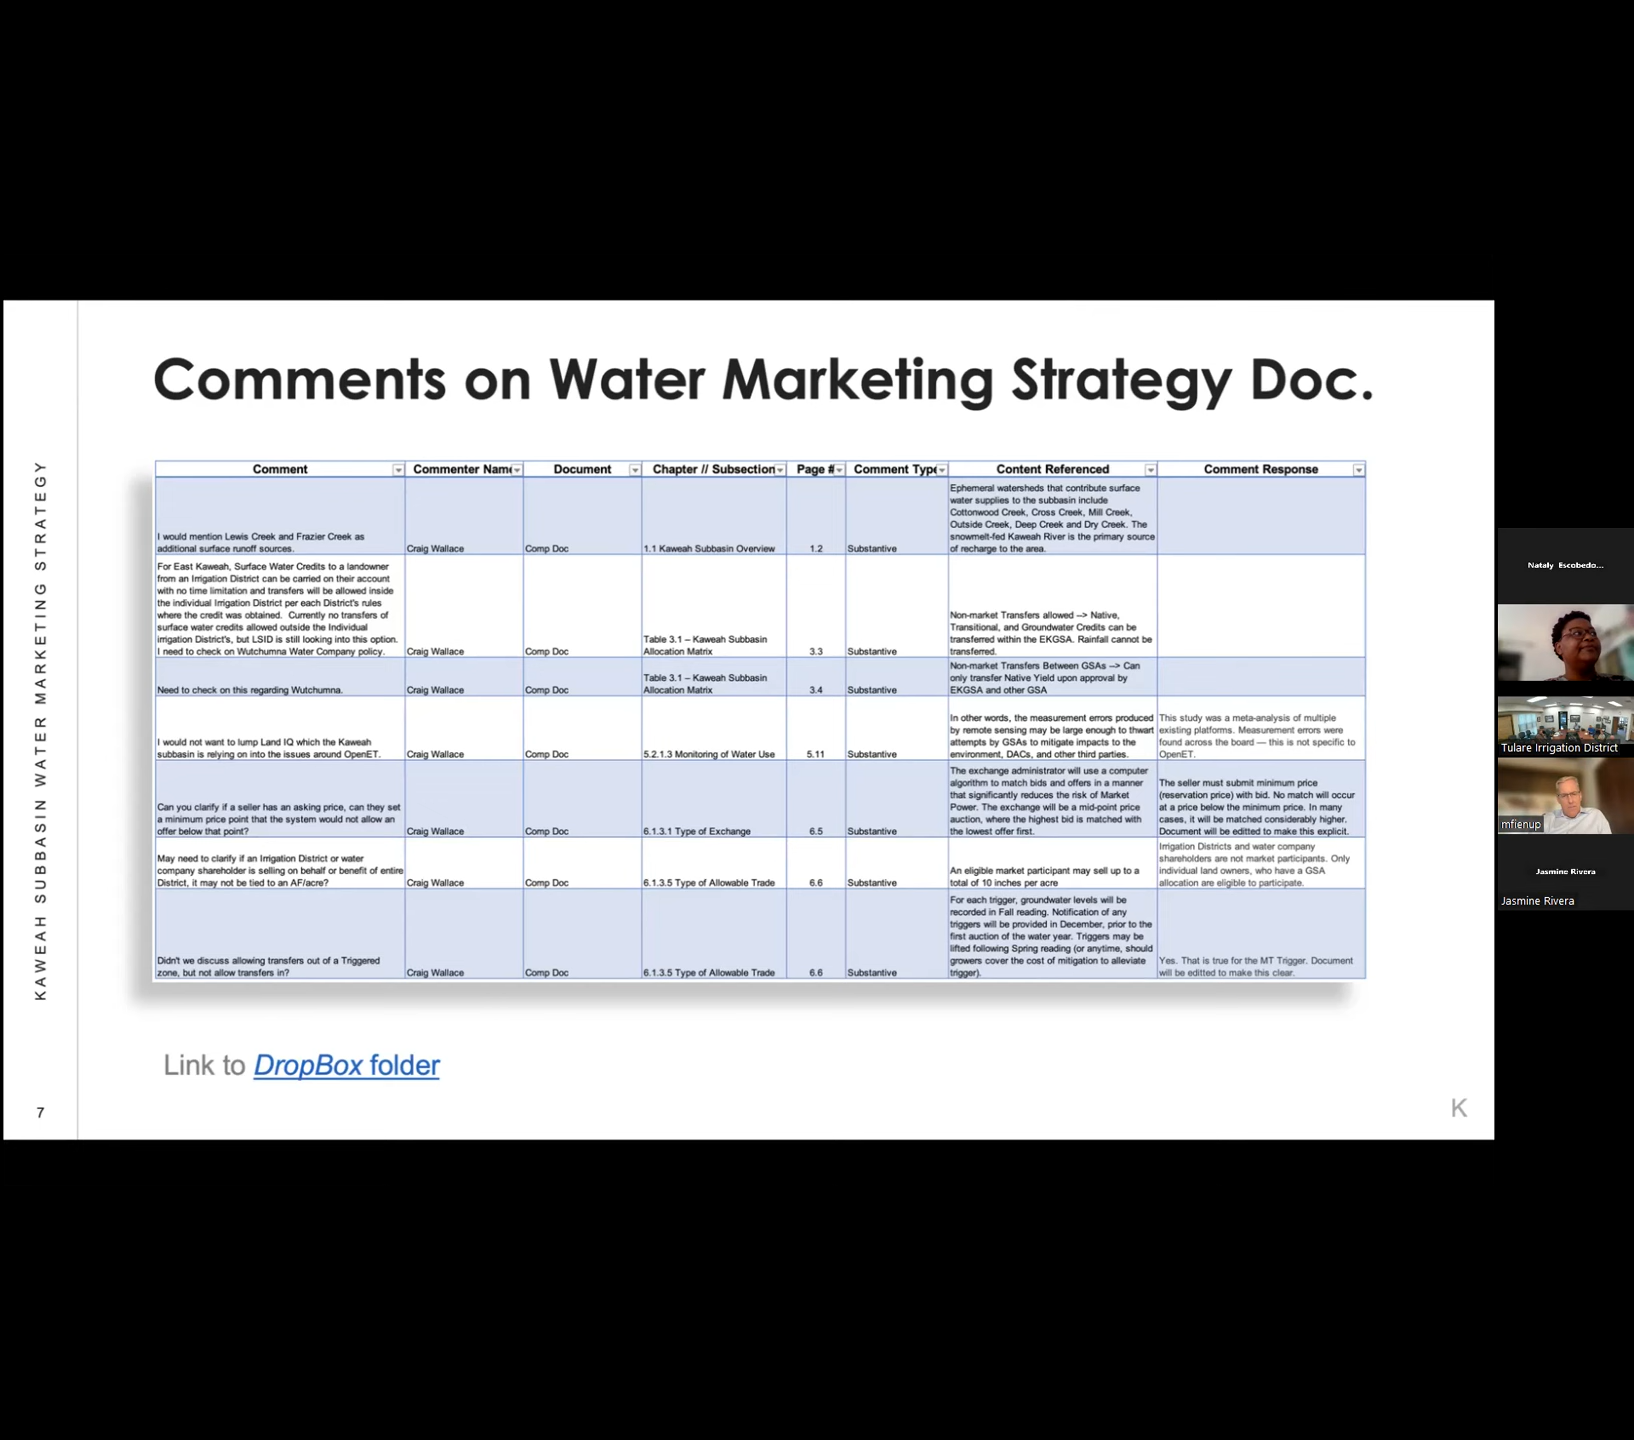 Comments on Water Marketing Strategy Doc.
KAWEAH SUBBASIN WATER MARKETING STRATEGY
Comment
Commenter Name
Document
Chapter // Subsection
Page #
Comment Type
Content Referenced
Comment Response
I would mention Lewis Creek and Frazier Creek as
additional surface runoff sources.
Craig Wallace
Comp Doc
1.1 Kaweah Subbasin Overview
1.2
Substantive
Ephemeral watersheds that contribute surface
water supplies to the subbasin include
Cottonwood Creek, Cross Creek, Mill Creek,
Outside Creek, Deep Creek and Dry Creek. The
snowmelt-fed Kaweah River is the primary source
of recharge to the area.
For East Kaweah, Surface Water Credits to a landowner
from an Irrigation District can be carried on their account
with no time limitation and transfers will be allowed inside
the individual Irrigation District per each District's rules
where the credit was obtained. Currently no transfers of
surface water credits allowed outside the Individual
irrigation District's, but LSID is still looking into this option.
I need to check on Wutchumna Water Company policy.
Craig Wallace
Comp Doc
Table 3.1 – Kaweah Subbasin
Allocation Matrix
3.3
Substantive
Non-market Transfers allowed --> Native,
Transitional, and Groundwater Credits can be
transferred within the EKGSA. Rainfall cannot be
transferred.
Need to check on this regarding Wutchumna.
Craig Wallace
Comp Doc
Table 3.1 – Kaweah Subbasin
Allocation Matrix
3.4
Substantive
Non-market Transfers Between GSAs --> Can
only transfer Native Yield upon approval by
EKGSA and other GSA
I would not want to lump Land IQ which the Kaweah
subbasin is relying on into the issues around OpenET.
Craig Wallace
Comp Doc
5.2.1.3 Monitoring of Water Use
5.11
Substantive
In other words, the measurement errors produced
by remote sensing may be large enough to thwart
attempts by GSAs to mitigate impacts to the
environment, DACs, and other third parties.
This study was a meta-analysis of multiple
existing platforms. Measurement errors were
found across the board — this is not specific to
OpenET.
Can you clarify if a seller has an asking price, can they set
a minimum price point that the system would not allow an
offer below that point?
Craig Wallace
Comp Doc
6.1.3.1 Type of Exchange
6.5
Substantive
The exchange administrator will use a computer
algorithm to match bids and offers in a manner
that significantly reduces the risk of Market
Power. The exchange will be a mid-point price
auction, where the highest bid is matched with
the lowest offer first.
The seller must submit minimum price
(reservation price) with bid. No match will occur
at a price below the minimum price. In many
cases, it will be matched considerably higher.
Document will be editted to make this explicit.
May need to clarify if an Irrigation District or water
company shareholder is selling on behalf or benefit of entire
District, it may not be tied to an AF/acre?
Craig Wallace
Comp Doc
6.1.3.5 Type of Allowable Trade
6.6
Substantive
An eligible market participant may sell up to a
total of 10 inches per acre
Irrigation Districts and water company
shareholders are not market participants. Only
individual land owners, who have a GSA
allocation are eligible to participate.
Didn't we discuss allowing transfers out of a Triggered
zone, but not allow transfers in?
Craig Wallace
Comp Doc
6.1.3.5 Type of Allowable Trade
6.6
Substantive
For each trigger, groundwater levels will be
recorded in Fall reading. Notification of any
triggers will be provided in December, prior to the
first auction of the water year. Triggers may be
lifted following Spring reading (or anytime, should
growers cover the cost of mitigation to alleviate
trigger).
Yes. That is true for the MT Trigger. Document
will be editted to make this clear.
Link to DropBox folder
7
K
Nataly Escobedo...
Tulare Irrigation District
mfienup
Jasmine Rivera
Jasmine Rivera